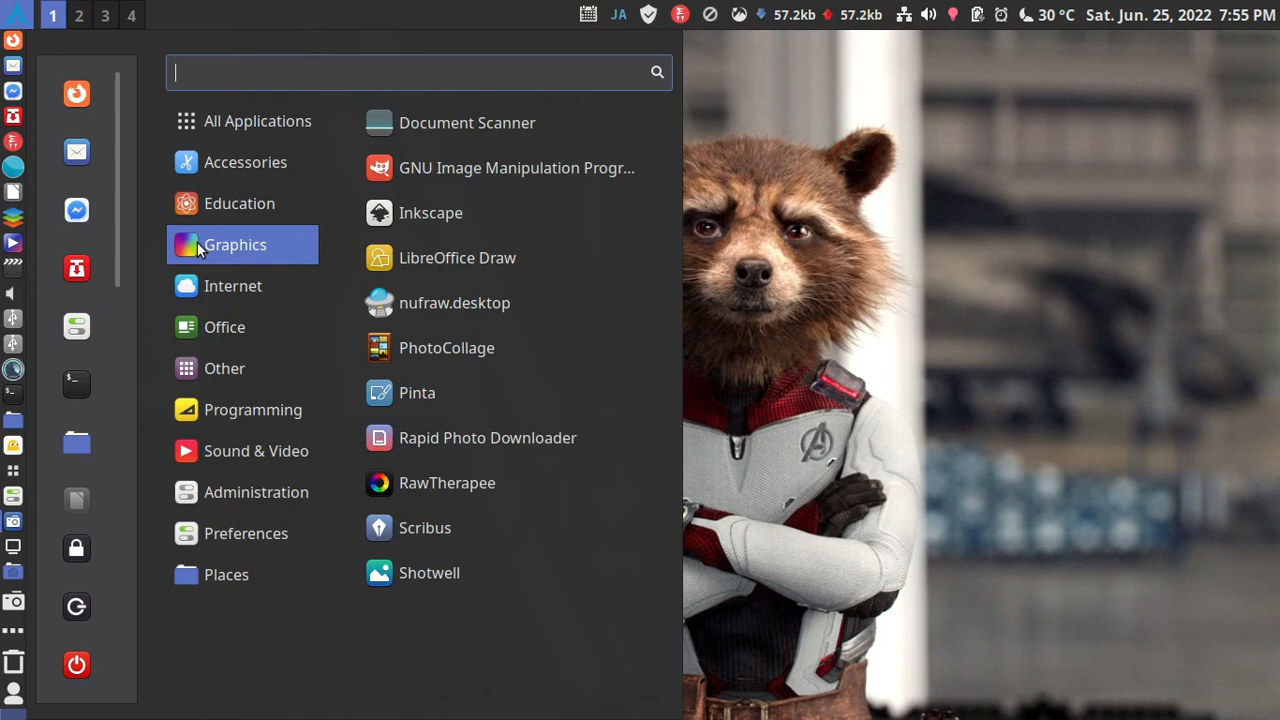 1 2 3 4
JA 57.2kb 57.2kb 30 °C Sat. Jun. 25, 2022 7:55 PM
All Applications
Accessories
Education
Graphics
Internet
Office
Other
Programming
Sound & Video
Administration
Preferences
Places
Document Scanner
GNU Image Manipulation Progr...
Inkscape
LibreOffice Draw
nufraw.desktop
PhotoCollage
Pinta
Rapid Photo Downloader
RawTherapee
Scribus
Shotwell